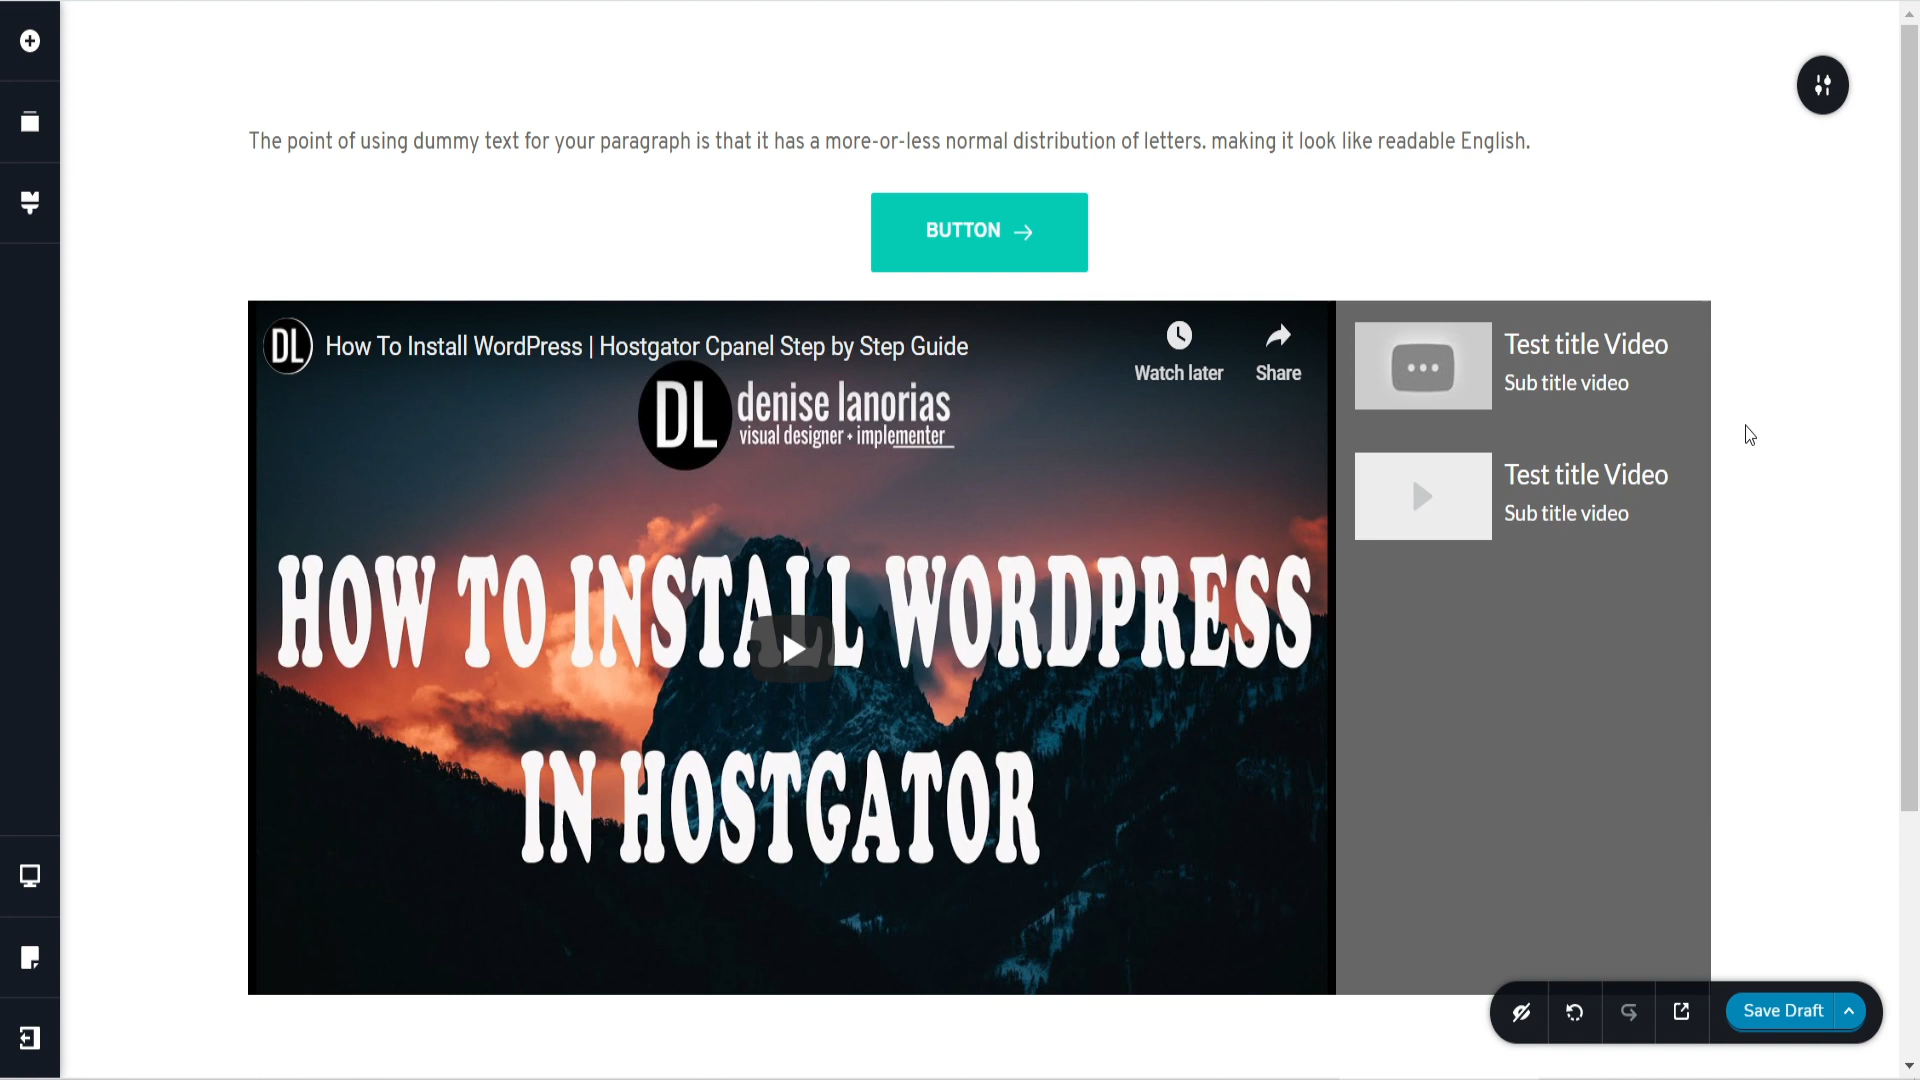 The point of using dummy text for your paragraph is that it has a more-or-less normal distribution of letters. making it look like readable English.
BUTTON
DL
How To Install WordPress | Hostgator Cpanel Step by Step Guide
Watch later
Share
DL
denise lanorias
visual designer + implementer
HOW TO INSTALL WORDPRESS
IN HOSTGATOR
Test title Video
Sub title video
Test title Video
Sub title video
Save Draft